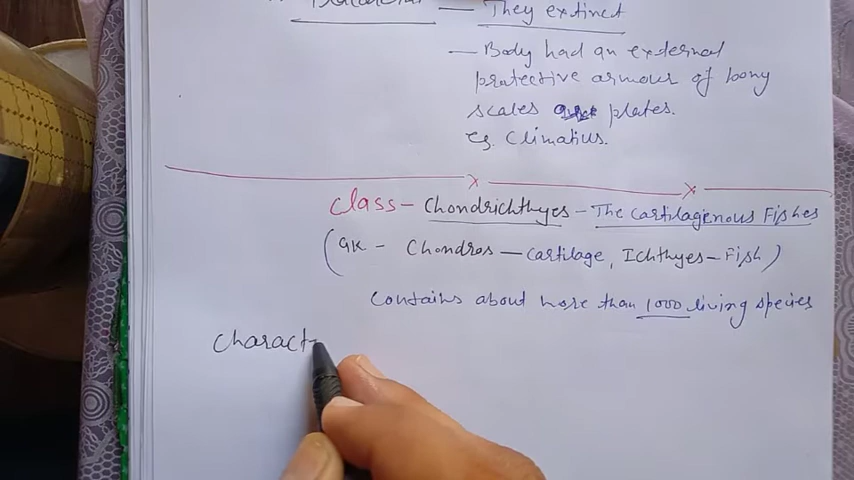 — They extinct
— Body had an external
protective armour of bony
scales plates.
Eg. Climatius.
Class - Chondrichthyes - The cartilagenous Fishes
(GK - Chondros — cartilage, Ichthyes - Fish)
Contains about more than 1000 living species
Charact